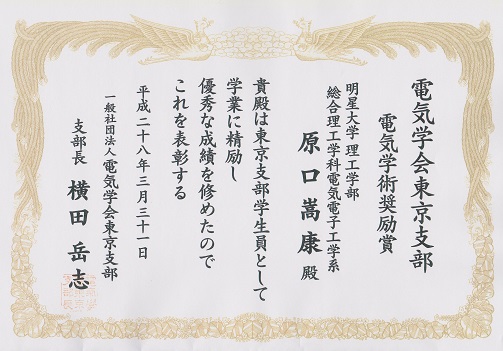 電気学会東京支部
電気学術奨励賞
明星大学 理工学部
総合理工学科電気電子工学系
原口嵩康 殿
貴殿は東京支部学生員として
学業に精励し
優秀な成績を修めたので
これを表彰する
平成二十八年三月三十一日
一般社団法人電気学会東京支部
支部長 横田岳志